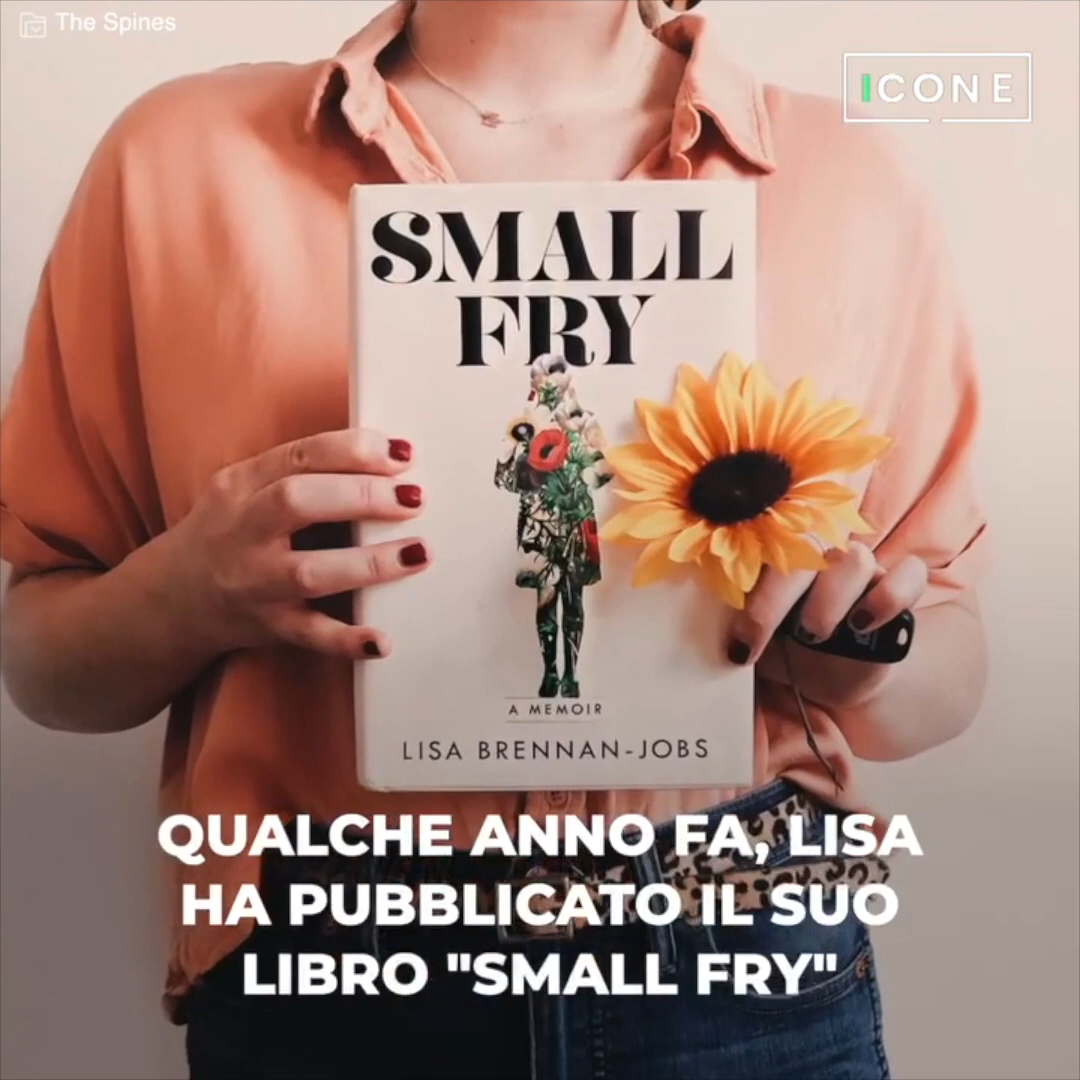 The Spines
ICONE
SMALL
FRY
A MEMOIR
LISA BRENNAN-JOBS
QUALCHE ANNO FA, LISA
HA PUBBLICATO IL SUO
LIBRO "SMALL FRY"